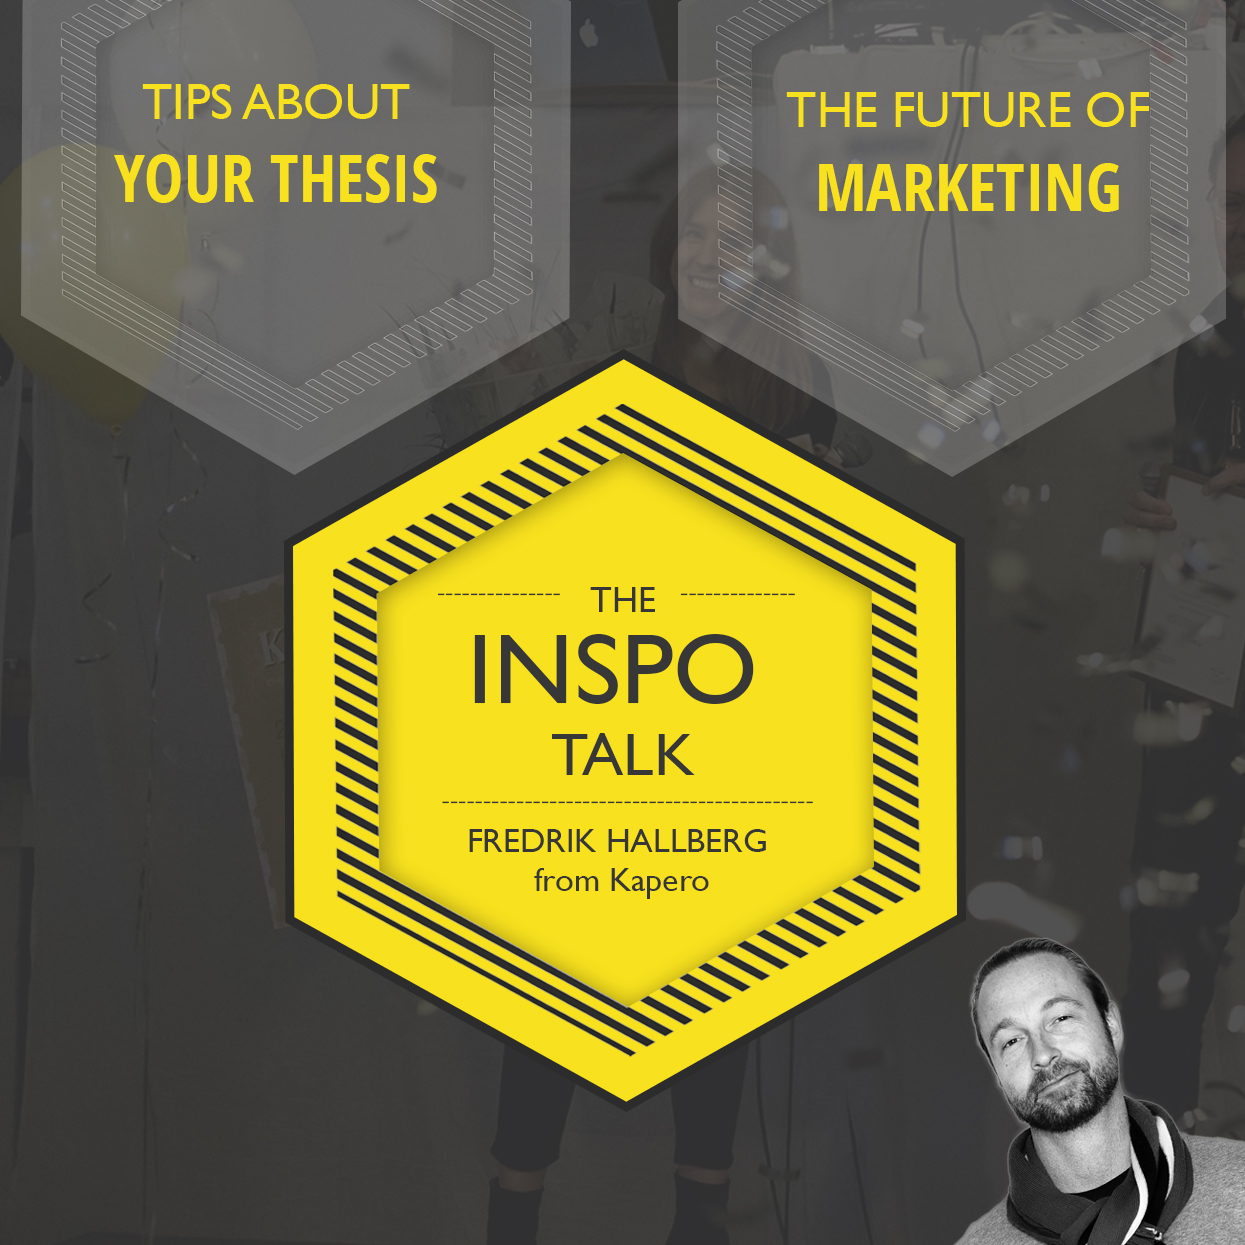 TIPS ABOUT
YOUR THESIS
THE FUTURE OF
MARKETING
THE
INSPO
TALK
FREDRIK HALLBERG
from Kapero